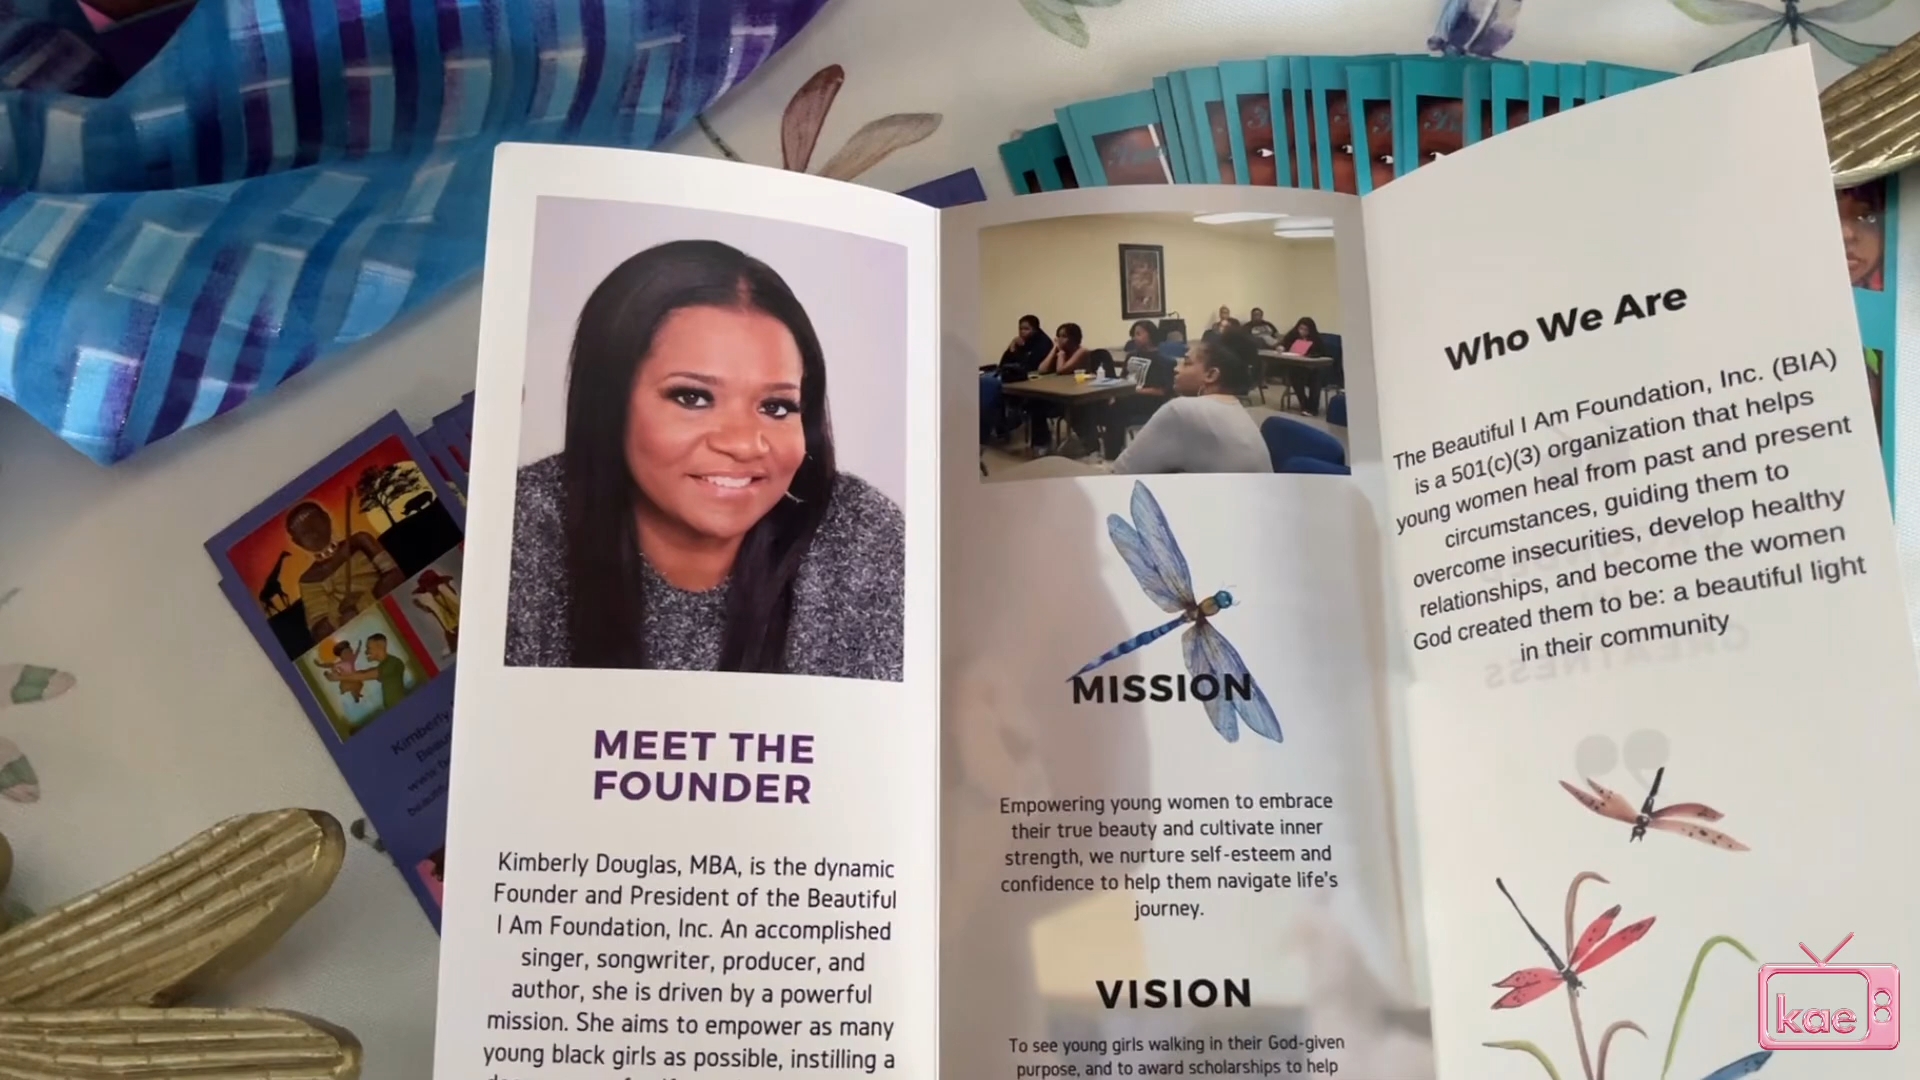 MEET THE
FOUNDER
Kimberly Douglas, MBA, is the dynamic
Founder and President of the Beautiful
I Am Foundation, Inc. An accomplished
singer, songwriter, producer, and
author, she is driven by a powerful
mission. She aims to empower as many
young black girls as possible, instilling a
MISSION
Empowering young women to embrace
their true beauty and cultivate inner
strength, we nurture self-esteem and
confidence to help them navigate life's
journey.
VISION
To see young girls walking in their God-given
purpose, and to award scholarships to help
Who We Are
The Beautiful I Am Foundation, Inc. (BIA)
is a 501(c)(3) organization that helps
young women heal from past and present
circumstances, guiding them to
overcome insecurities, develop healthy
relationships, and become the women
God created them to be: a beautiful light
in their community
Kimberly
kae